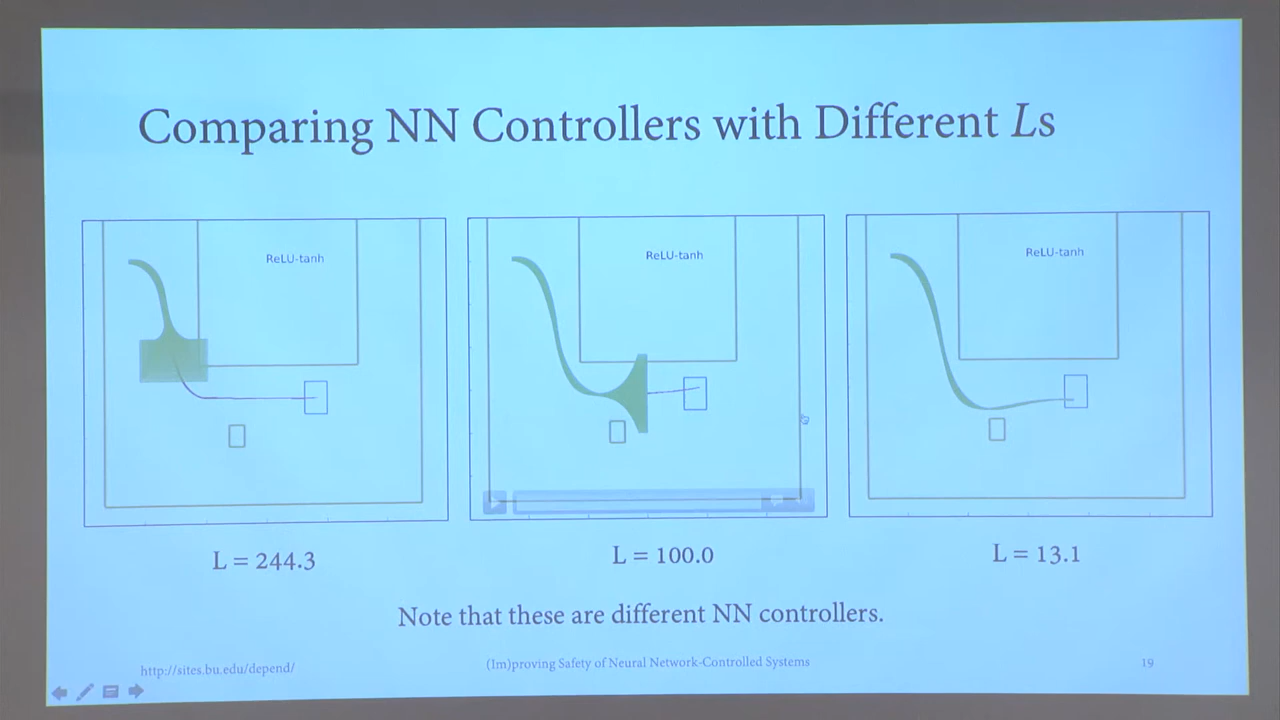 Comparing NN Controllers with Different Ls
ReLU-tanh
ReLU-tanh
ReLU-tanh
L = 244.3
L = 100.0
L = 13.1
Note that these are different NN controllers.
http://sites.bu.edu/depend/
(Im)proving Safety of Neural Network-Controlled Systems
19